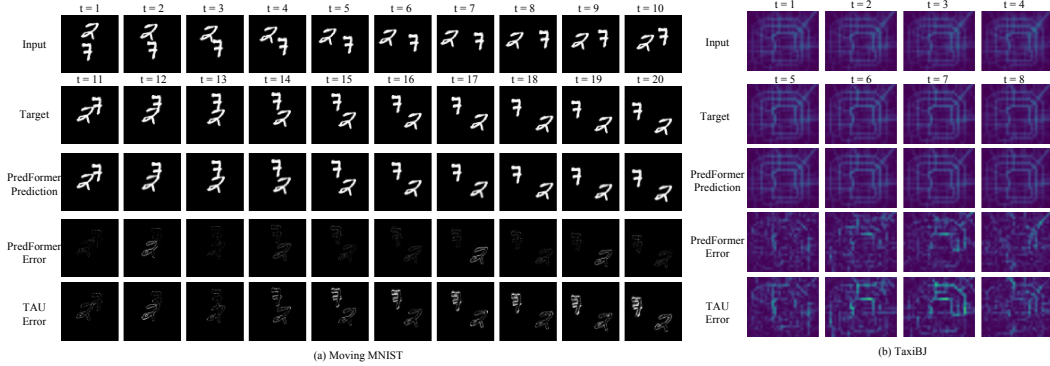 t = 1 t = 2 t = 3 t = 4 t = 5 t = 6 t = 7 t = 8 t = 9 t = 10
Input
t = 11 t = 12 t = 13 t = 14 t = 15 t = 16 t = 17 t = 18 t = 19 t = 20
Target
PredFormer
Prediction
PredFormer
Error
TAU
Error
(a) Moving MNIST
t = 1 t = 2 t = 3 t = 4
Input
t = 5 t = 6 t = 7 t = 8
Target
PredFormer
Prediction
PredFormer
Error
TAU
Error
(b) TaxiBJ